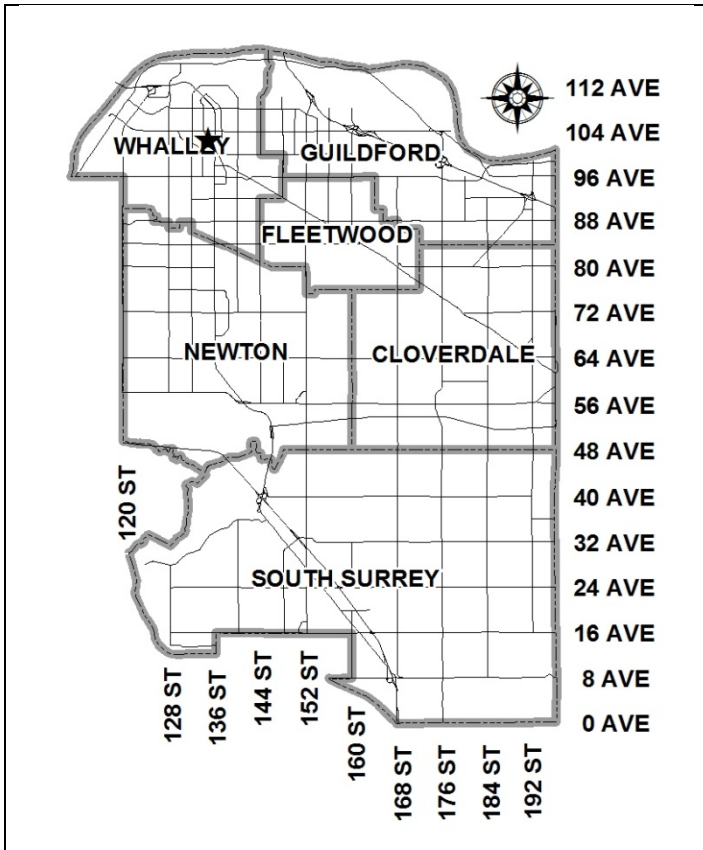 112 AVE
104 AVE
WHALLEY
GUILDFORD
96 AVE
88 AVE
FLEETWOOD
80 AVE
72 AVE
NEWTON
CLOVERDALE
64 AVE
56 AVE
48 AVE
120 ST
40 AVE
32 AVE
SOUTH SURREY
24 AVE
16 AVE
128 ST
136 ST
144 ST
152 ST
160 ST
8 AVE
0 AVE
168 ST
176 ST
184 ST
192 ST